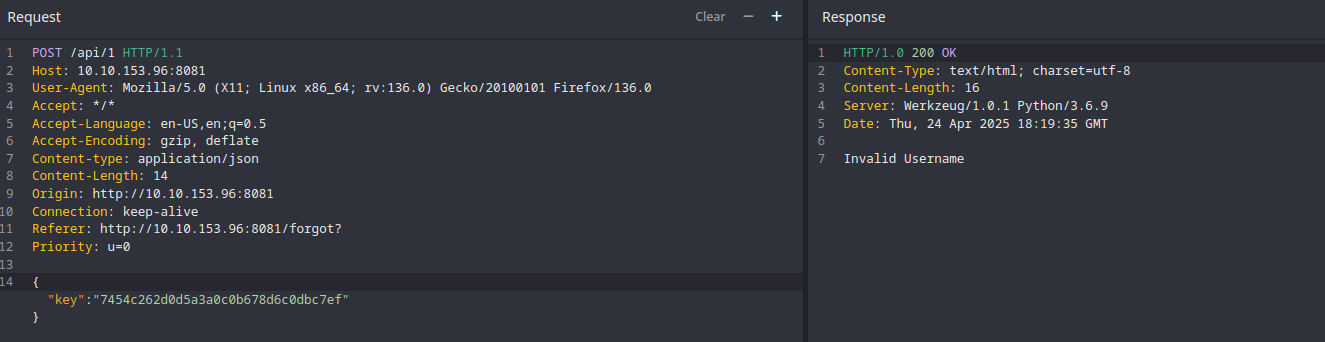 Request
Clear − +
1 POST /api/1 HTTP/1.1
2 Host: 10.10.153.96:8081
3 User-Agent: Mozilla/5.0 (X11; Linux x86_64; rv:136.0) Gecko/20100101 Firefox/136.0
4 Accept: */*
5 Accept-Language: en-US,en;q=0.5
6 Accept-Encoding: gzip, deflate
7 Content-type: application/json
8 Content-Length: 14
9 Origin: http://10.10.153.96:8081
10 Connection: keep-alive
11 Referer: http://10.10.153.96:8081/forgot?
12 Priority: u=0
13
14 {
"key":"7454c262d0d5a3a0c0b678d6c0dbc7ef"
}
Response
1 HTTP/1.0 200 OK
2 Content-Type: text/html; charset=utf-8
3 Content-Length: 16
4 Server: Werkzeug/1.0.1 Python/3.6.9
5 Date: Thu, 24 Apr 2025 18:19:35 GMT
6
7 Invalid Username